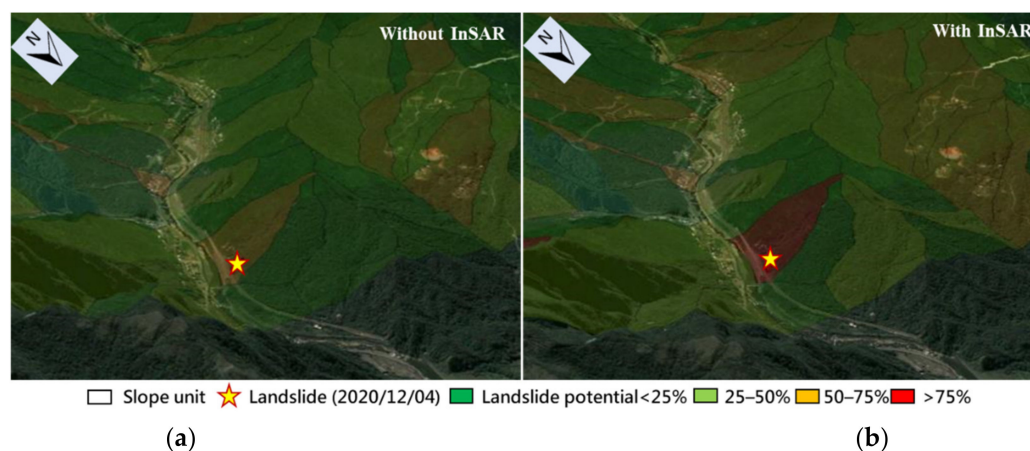 N
Without InSAR
N
With InSAR
Slope unit Landslide (2020/12/04) Landslide potential<25% 25–50% 50–75% >75%
(a) (b)